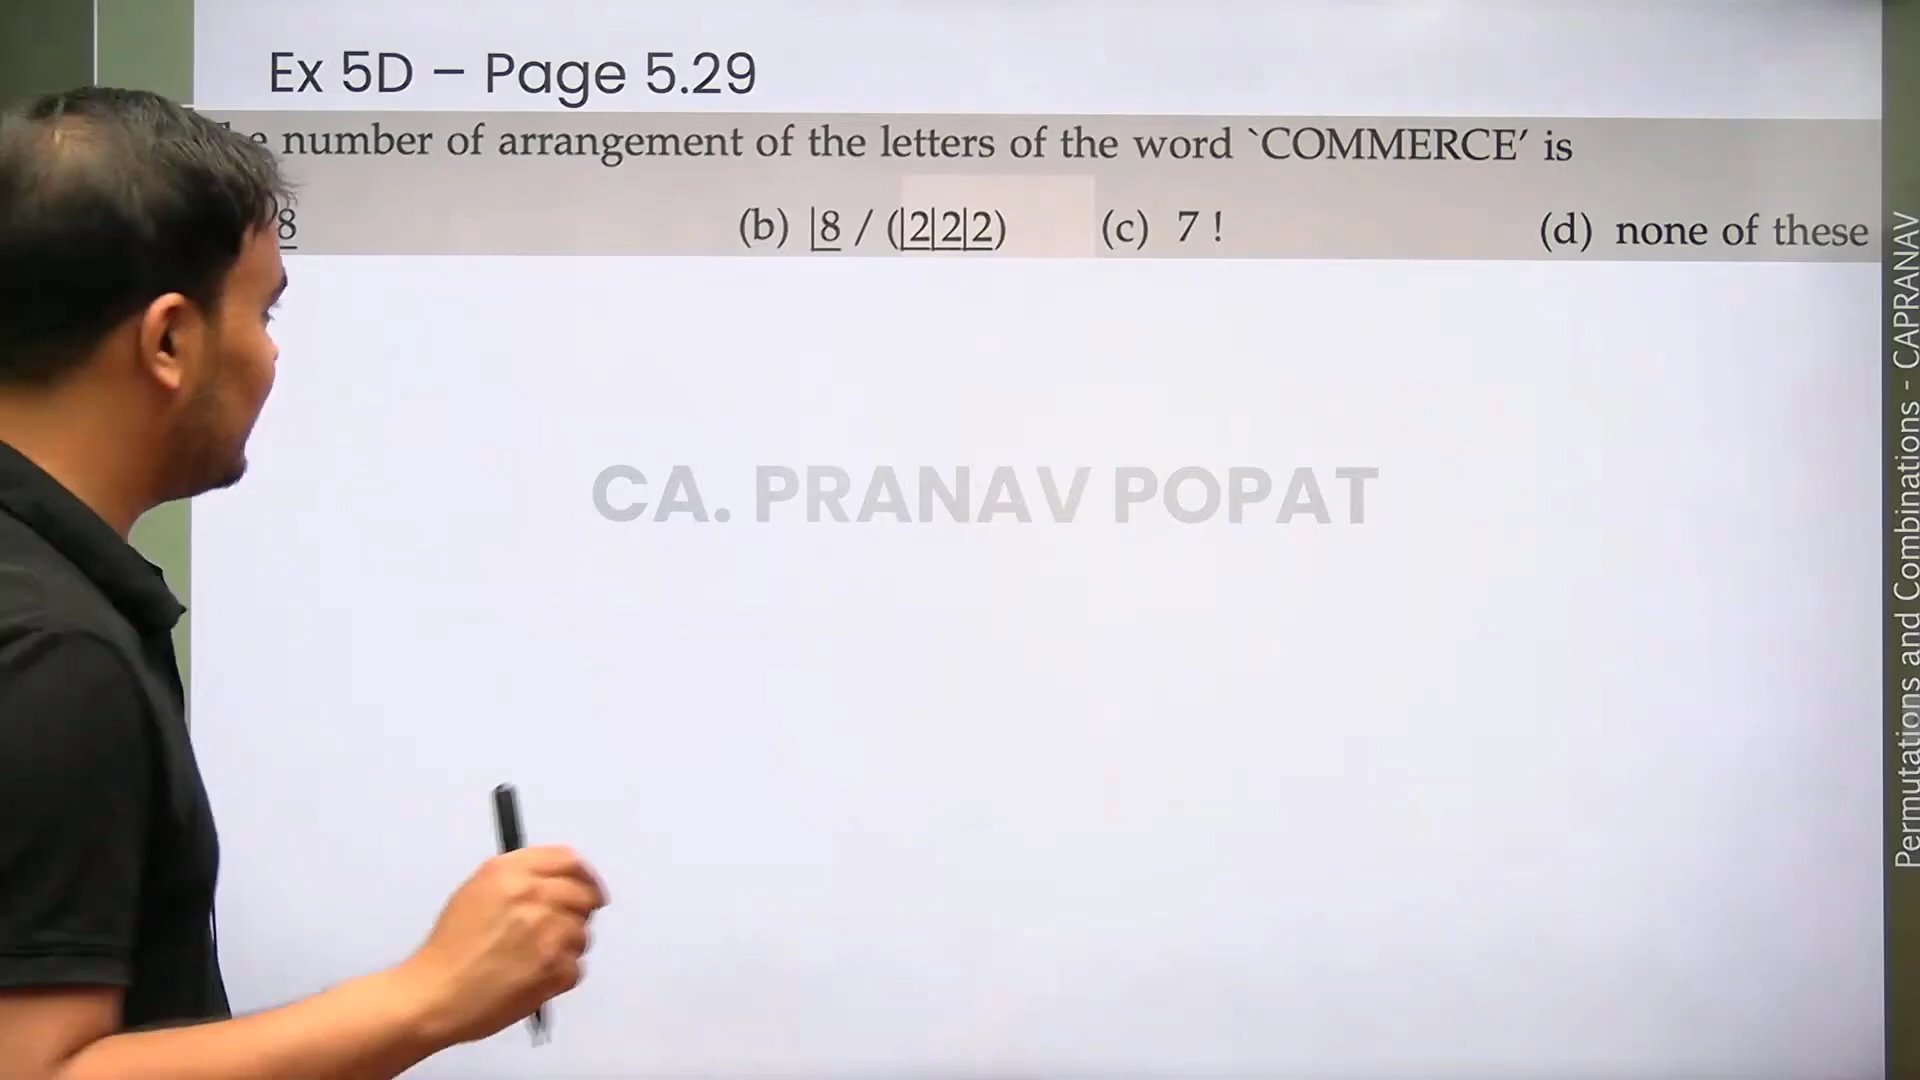 Ex 5D – Page 5.29
number of arrangement of the letters of the word `COMMERCE′ is
8 (b) |8 / (|2|2|2) (c) 7 ! (d) none of these
CA. PRANAV POPAT
Permutations and Combinations - CAPRANAV